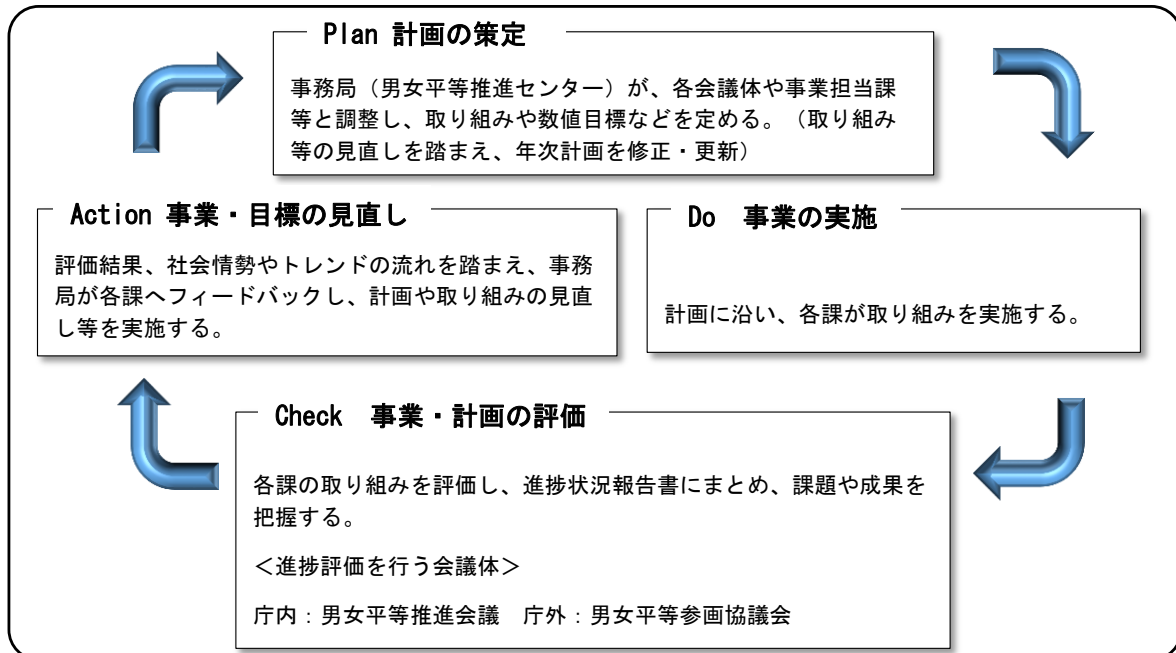 Plan 計画の策定
事務局（男女平等推進センター）が、各会議体や事業担当課
等と調整し、取り組みや数値目標などを定める。（取り組み
等の見直しを踏まえ、年次計画を修正・更新）
Action 事業・目標の見直し
評価結果、社会情勢やトレンドの流れを踏まえ、事務
局が各課へフィードバックし、計画や取り組みの見直
し等を実施する。
Do　事業の実施
計画に沿い、各課が取り組みを実施する。
Check　事業・計画の評価
各課の取り組みを評価し、進捗状況報告書にまとめ、課題や成果を
把握する。
＜進捗評価を行う会議体＞
庁内：男女平等推進会議　庁外：男女平等参画協議会